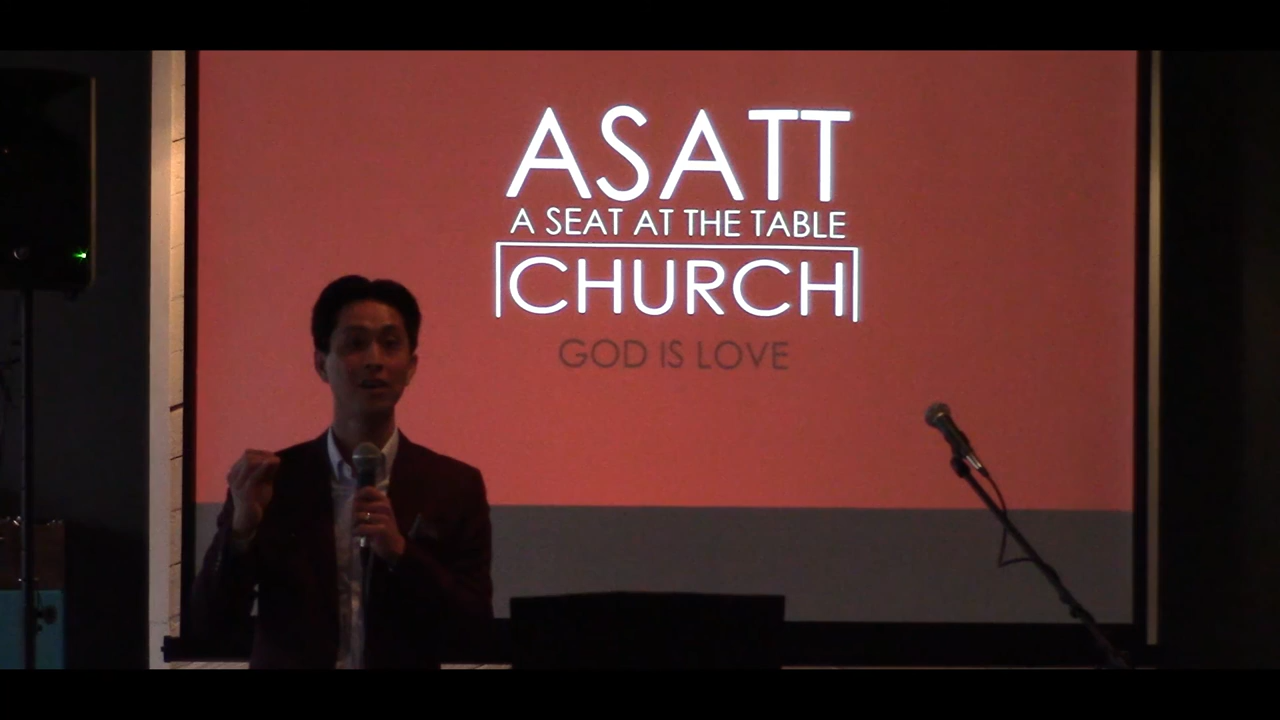 ASATT
A SEAT AT THE TABLE
CHURCH
GOD IS LOVE